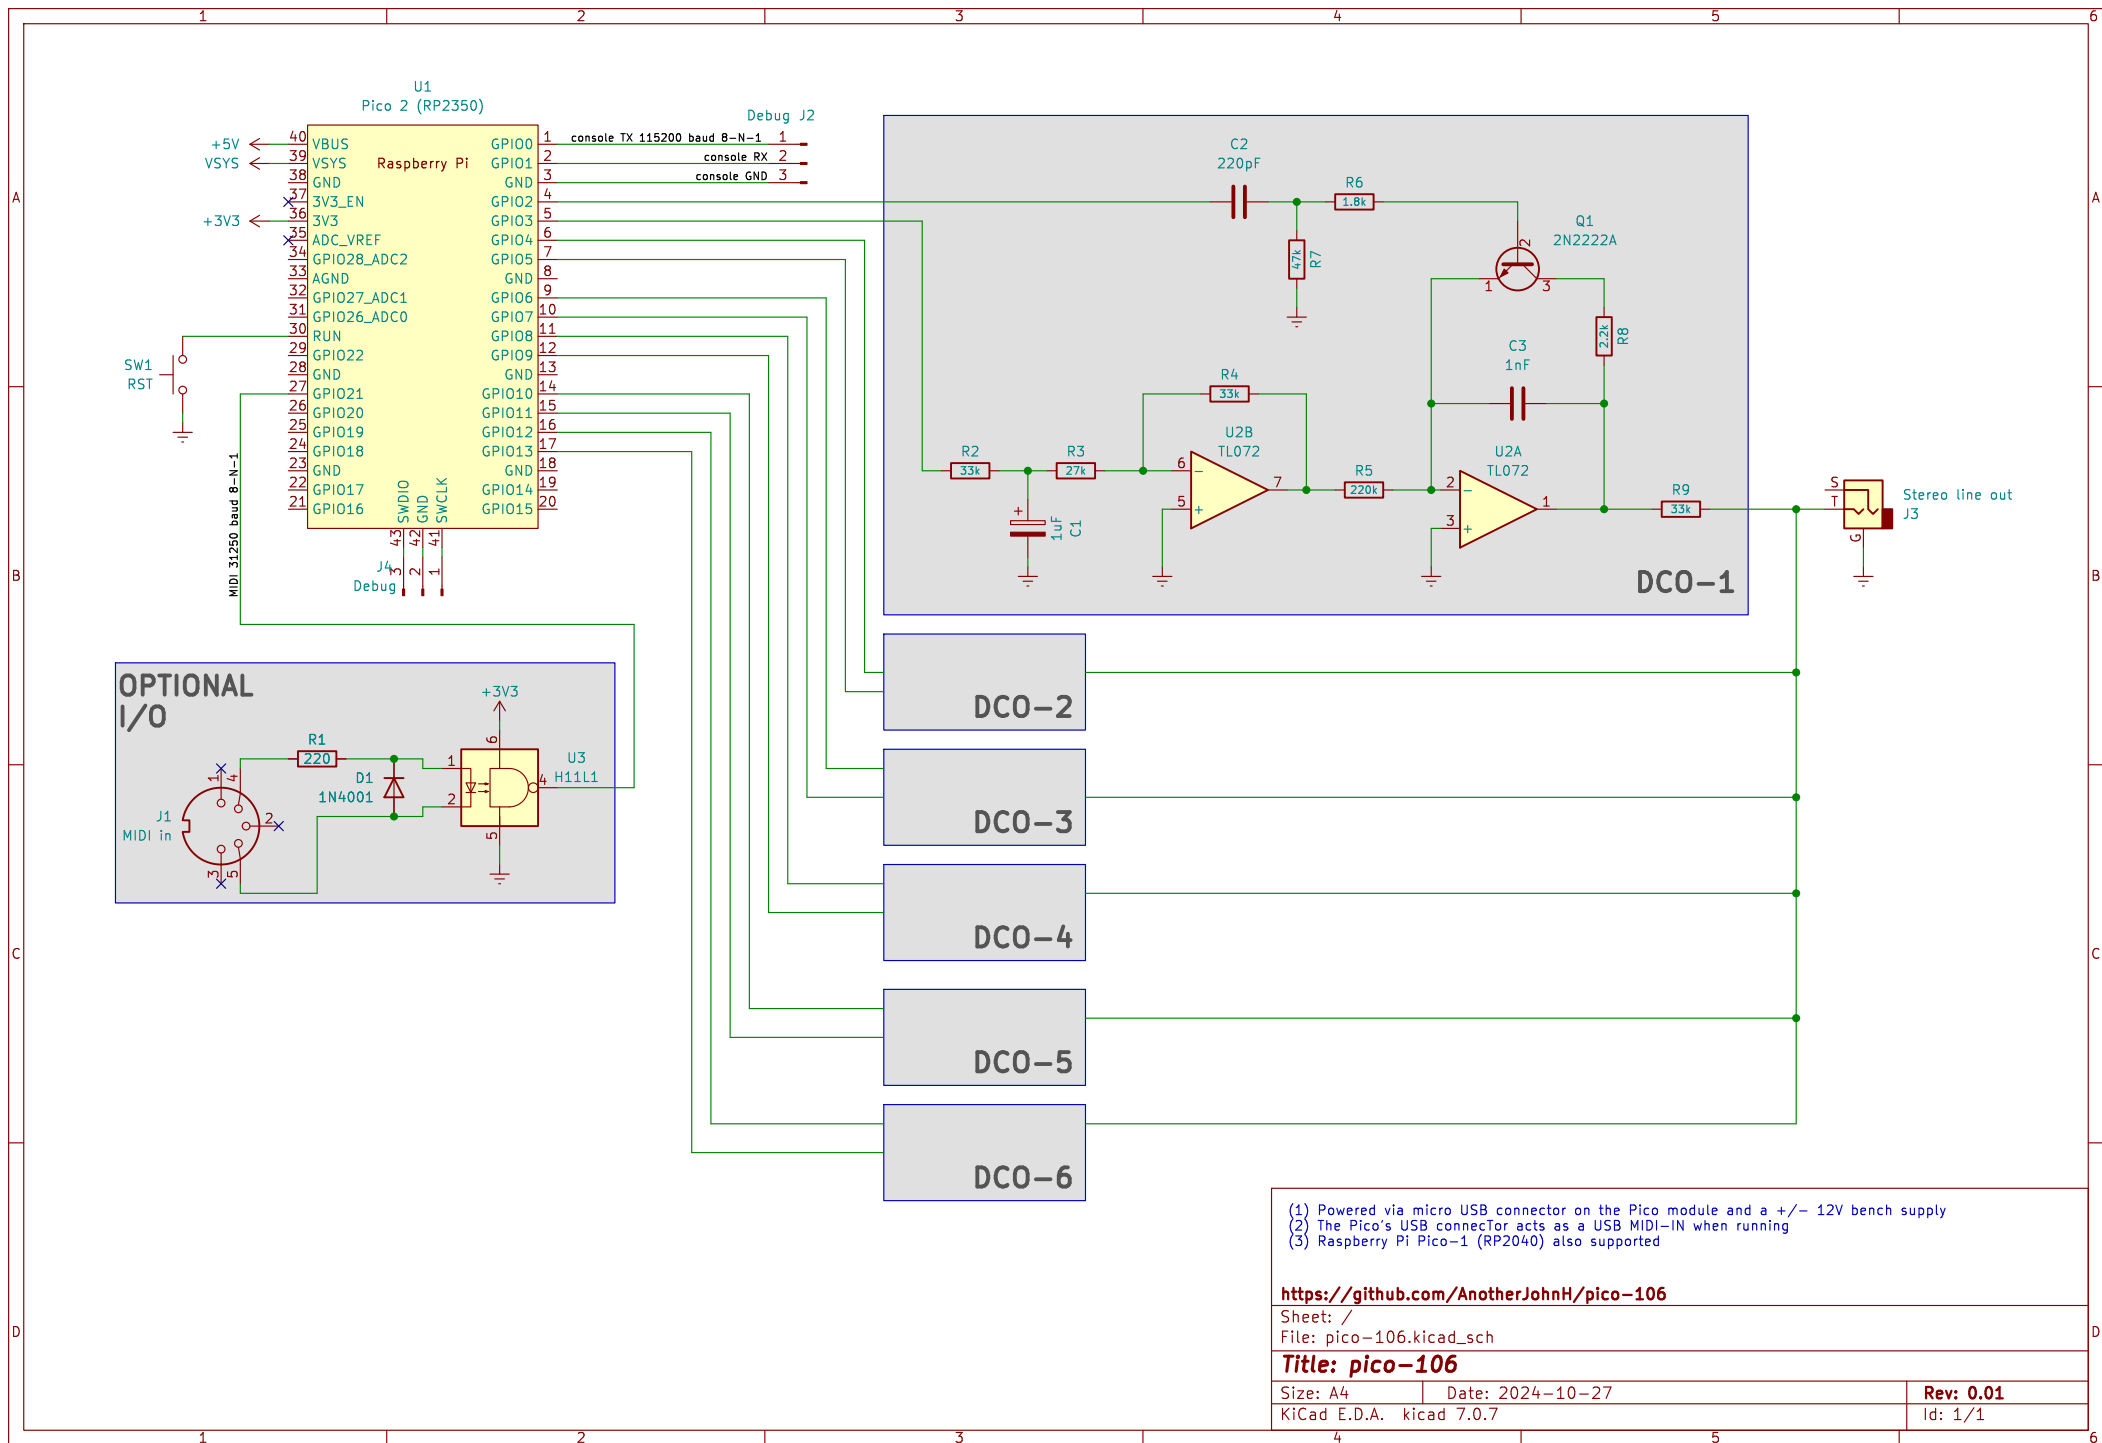 1 2 3 4 5 6
A
B
C
D
A
B
C
D
1 2 3 4 5 6
U1
Pico 2 (RP2350)
Raspberry Pi
+5V
VSYS
+3V3
40 VBUS
39 VSYS
38 GND
37 3V3_EN
36 3V3
35 ADC_VREF
34 GPIO28_ADC2
33 AGND
32 GPIO27_ADC1
31 GPIO26_ADC0
30 RUN
29 GPIO22
28 GND
27 GPIO21
26 GPIO20
25 GPIO19
24 GPIO18
23 GND
22 GPIO17
21 GPIO16
GPIO0 1
GPIO1 2
GND 3
GPIO2 4
GPIO3 5
GPIO4 6
GPIO5 7
GND 8
GPIO6 9
GPIO7 10
GPIO8 11
GPIO9 12
GND 13
GPIO10 14
GPIO11 15
GPIO12 16
GPIO13 17
GND 18
GPIO14 19
GPIO15 20
SWDIO
GND
SWCLK
43
42
41
J4
Debug
3
2
1
SW1
RST
MIDI 31250 baud 8-N-1
Debug J2
console TX 115200 baud 8-N-1 1
console RX 2
console GND 3
C2
220pF
R6
1.8k
47k
R7
Q1
2N2222A
2
1
3
2.2k
R8
C3
1nF
R4
33k
R2
33k
R3
27k
+
1uF
C1
U2B
TL072
6
−
5
+
7
R5
220k
U2A
TL072
2
−
3
+
1
R9
33k
DCO-1
S
T
G
Stereo line out
J3
DCO-2
DCO-3
DCO-4
DCO-5
DCO-6
OPTIONAL
I/O
+3V3
R1
220
D1
1N4001
U3
H11L1
1
2
6
4
5
J1
MIDI in
1
4
2
3
5
(1) Powered via micro USB connector on the Pico module and a +/- 12V bench supply
(2) The Pico's USB connecTor acts as a USB MIDI-IN when running
(3) Raspberry Pi Pico-1 (RP2040) also supported
https://github.com/AnotherJohnH/pico-106
Sheet: /
File: pico-106.kicad_sch
Title: pico-106
Size: A4 Date: 2024-10-27 Rev: 0.01
KiCad E.D.A. kicad 7.0.7 Id: 1/1